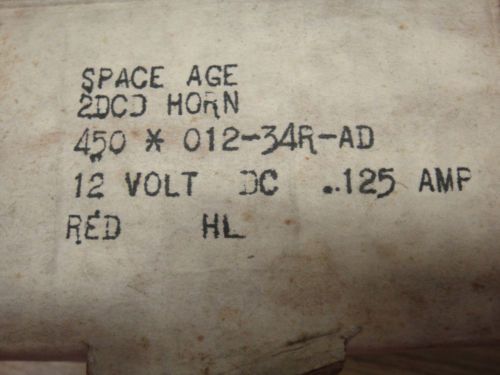 SPACE AGE
2DCD HORN
450 * 012-34R-AD
12 VOLT DC ..125 AMP
RED HL